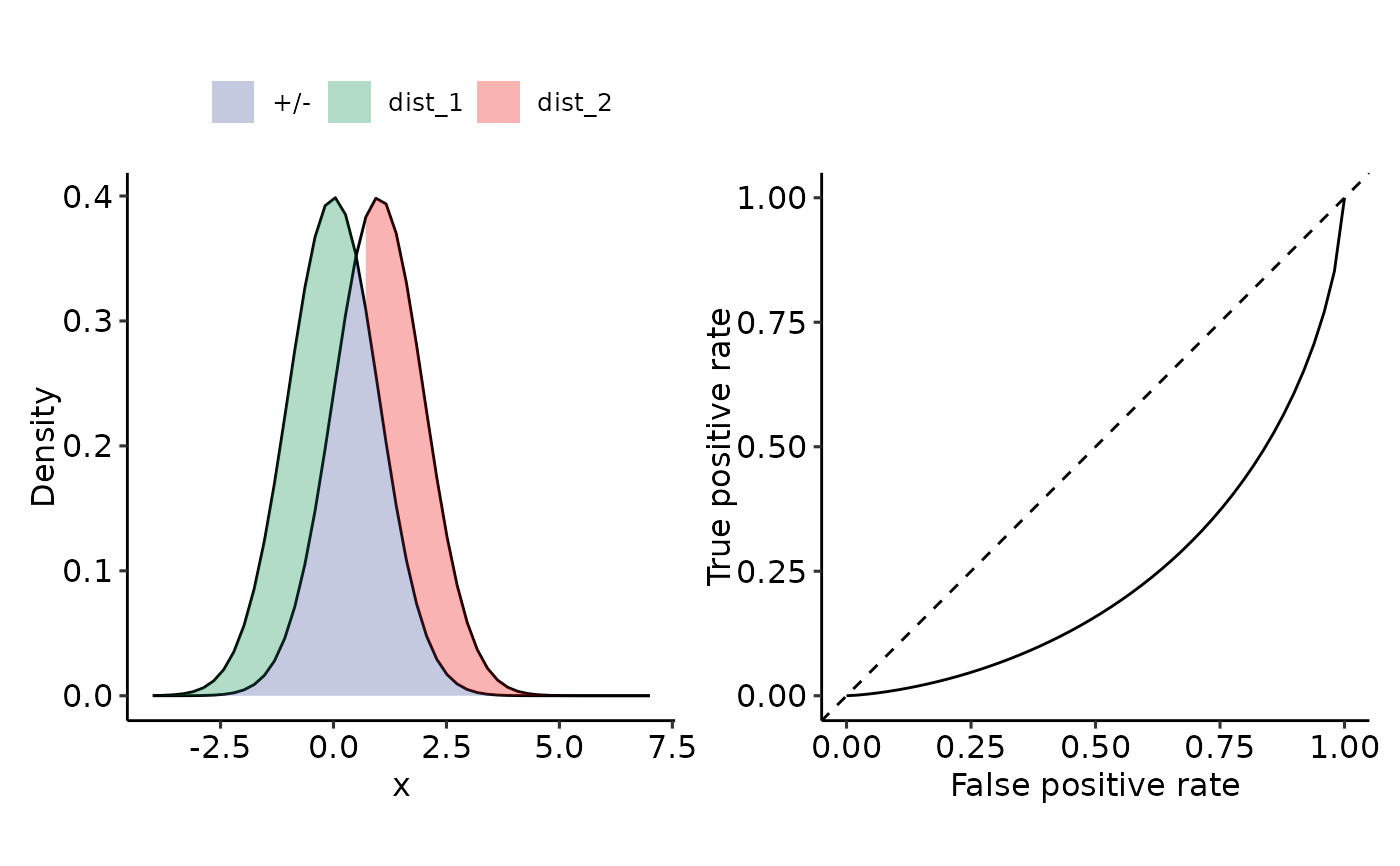 +/- dist_1 dist_2
0.4
0.3
0.2
0.1
0.0
Density
-2.5 0.0 2.5 5.0 7.5
x
1.00
0.75
0.50
0.25
0.00
True positive rate
0.00 0.25 0.50 0.75 1.00
False positive rate